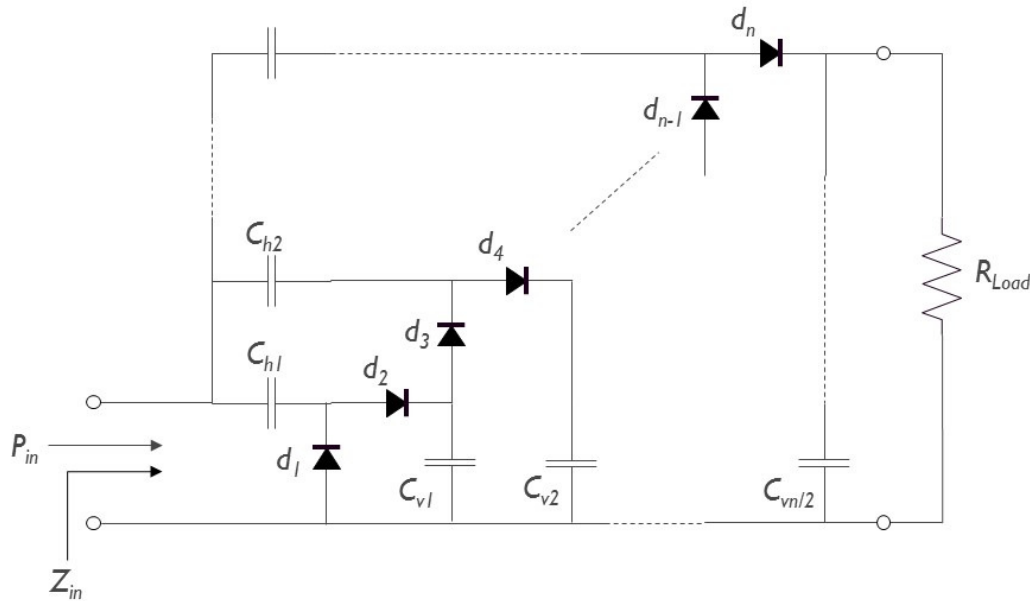 dn
dn-1
Ch2
d4
RLoad
d3
Ch1
d2
Pin
d1
Cv1
Cv2
Cvn/2
Zin